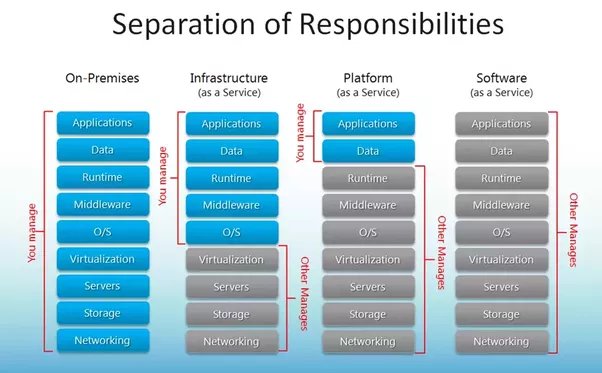 Separation of Responsibilities
On-Premises
Infrastructure
(as a Service)
Platform
(as a Service)
Software
(as a Service)
You manage
Applications
Data
Runtime
Middleware
O/S
Virtualization
Servers
Storage
Networking
You manage
Applications
Data
Runtime
Middleware
O/S
Virtualization
Servers
Storage
Networking
Other Manages
You manage
Applications
Data
Runtime
Middleware
O/S
Virtualization
Servers
Storage
Networking
Other Manages
Applications
Data
Runtime
Middleware
O/S
Virtualization
Servers
Storage
Networking
Other Manages